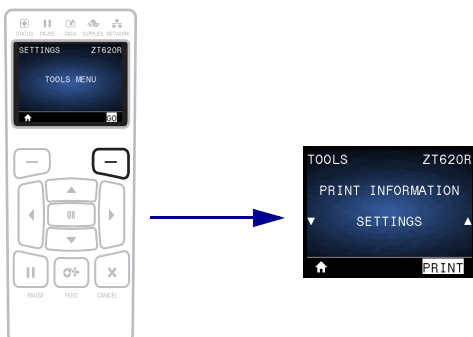 STATUS PAUSE DATA SUPPLIES NETWORK
SETTINGS ZT620R
TOOLS MENU
GO
OK
PAUSE FEED CANCEL
TOOLS ZT620R
PRINT INFORMATION
SETTINGS
PRINT